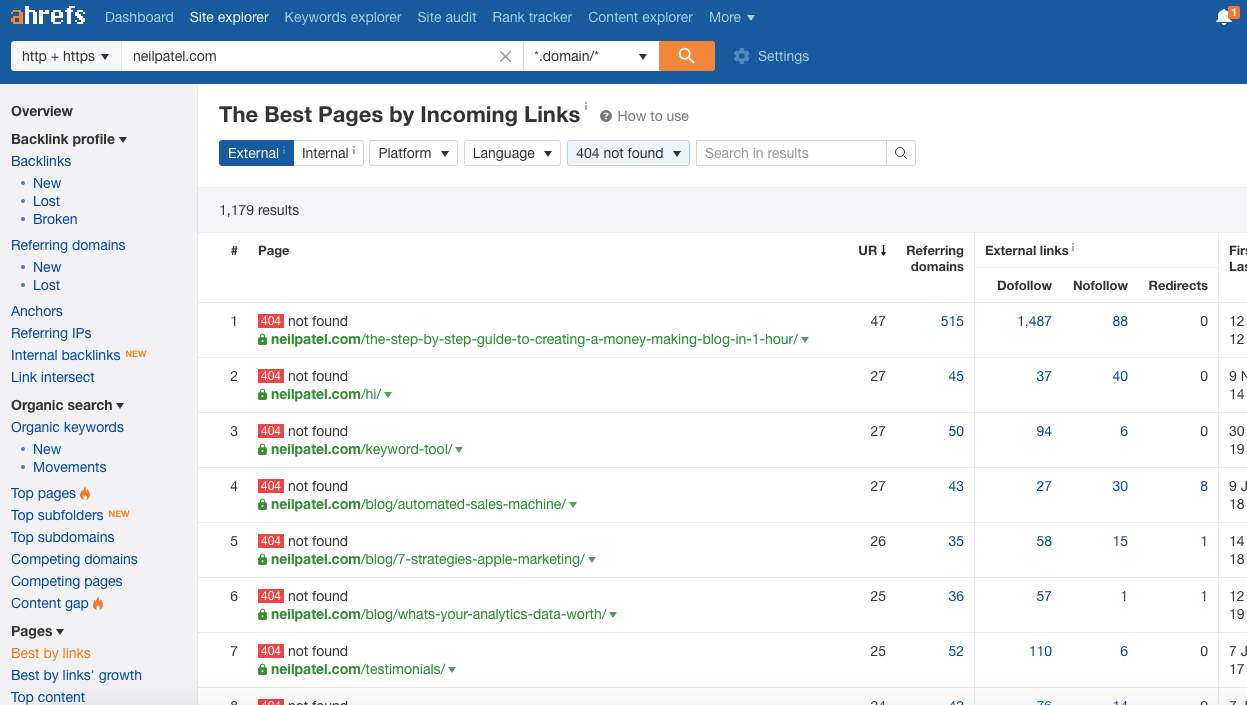 ahrefs Dashboard Site explorer Keywords explorer Site audit Rank tracker Content explorer More 1
http + https neilpatel.com *.domain/* Settings
Overview
Backlink profile
Backlinks
New
Lost
Broken
Referring domains
New
Lost
Anchors
Referring IPs
Internal backlinks NEW
Link intersect
Organic search
Organic keywords
New
Movements
Top pages
Top subfolders NEW
Top subdomains
Competing domains
Competing pages
Content gap
Pages
Best by links
Best by links' growth
Top content
The Best Pages by Incoming Links i ? How to use
External i Internal i Platform Language 404 not found Search in results
1,179 results
# Page UR Referring domains External links i
Dofollow Nofollow Redirects
1 404 not found 47 515 1,487 88 0 12
neilpatel.com/the-step-by-step-guide-to-creating-a-money-making-blog-in-1-hour/ 12
2 404 not found 27 45 37 40 0 9 N
neilpatel.com/hi/ 14
3 404 not found 27 50 94 6 0 30
neilpatel.com/keyword-tool/ 19
4 404 not found 27 43 27 30 8 9 J
neilpatel.com/blog/automated-sales-machine/ 18
5 404 not found 26 35 58 15 1 14
neilpatel.com/blog/7-strategies-apple-marketing/ 18
6 404 not found 25 36 57 1 1 12
neilpatel.com/blog/whats-your-analytics-data-worth/ 19
7 404 not found 25 52 110 6 0 7 J
neilpatel.com/testimonials/ 17